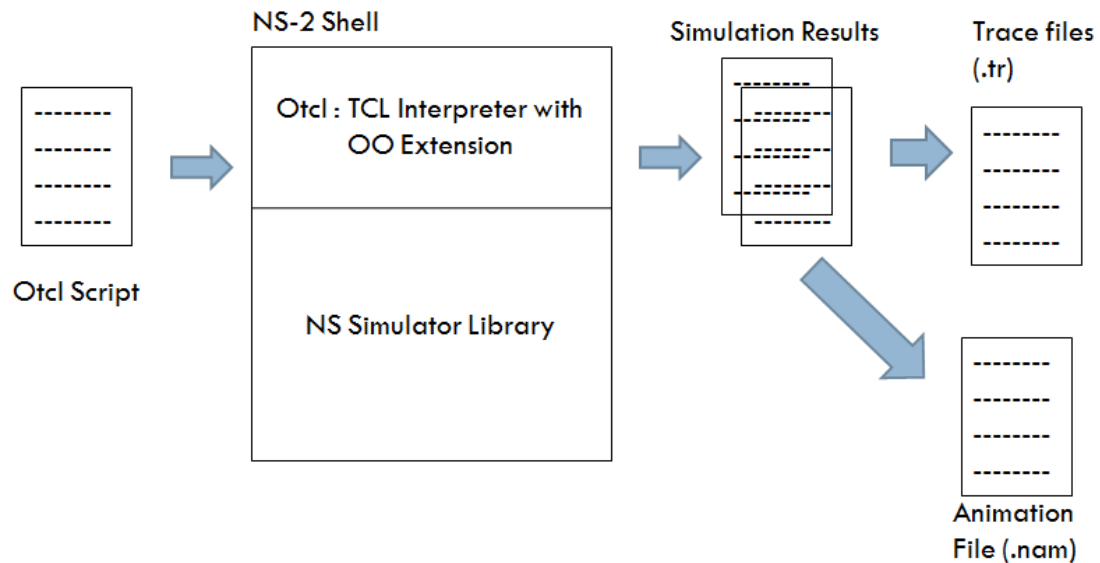 NS-2 Shell
Simulation Results
Trace files
(.tr)
Otcl : TCL Interpreter with
OO Extension
Otcl Script
NS Simulator Library
Animation
File (.nam)